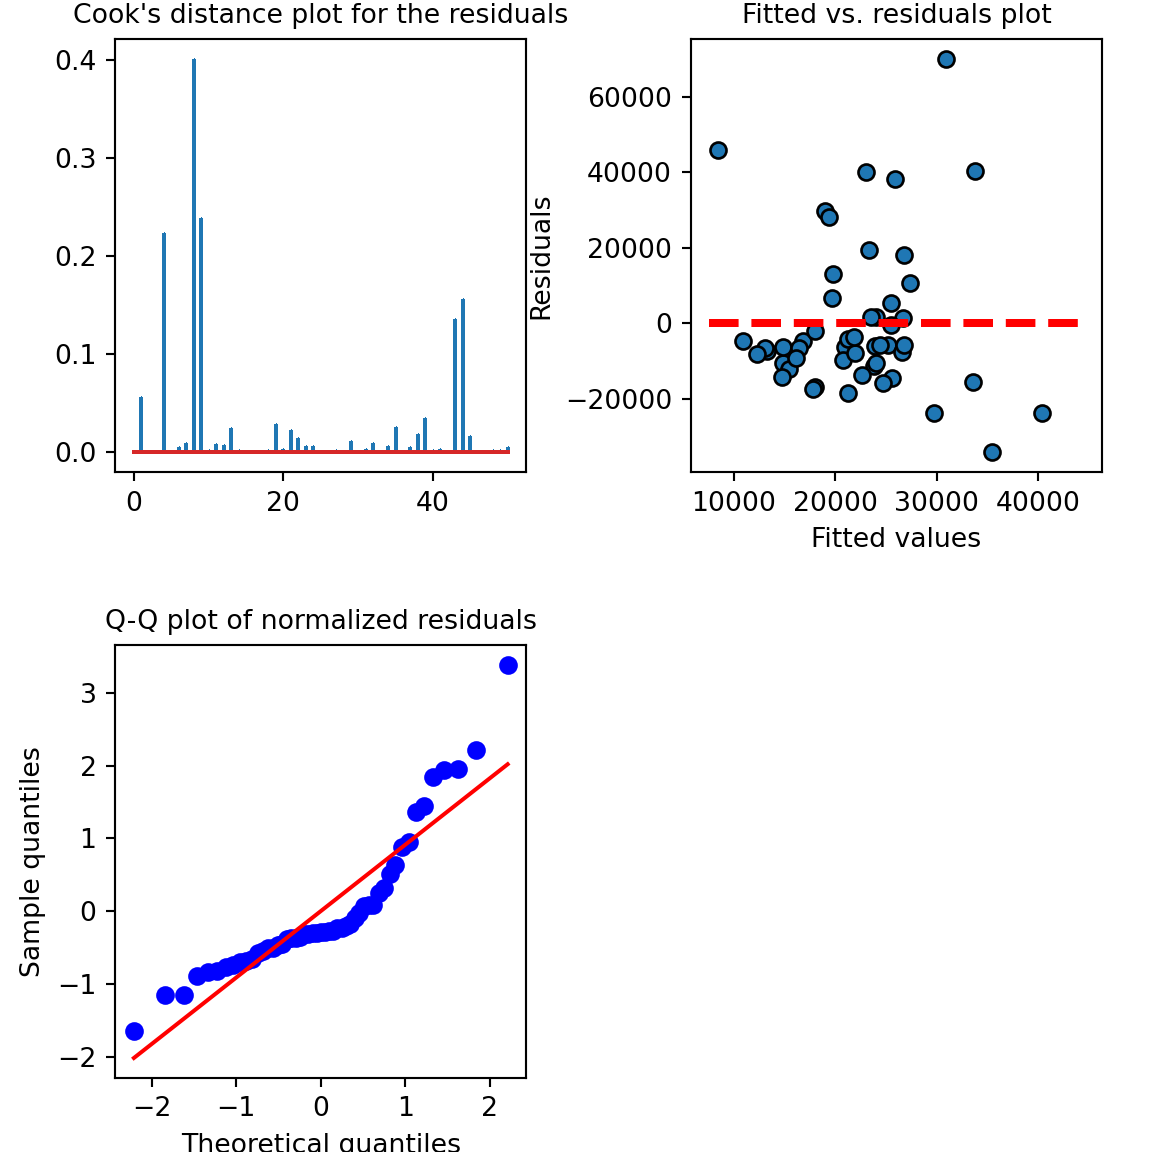 Cook's distance plot for the residuals
0.4
0.3
0.2
0.1
0.0
0 20 40
Fitted vs. residuals plot
Residuals
60000
40000
20000
0
−20000
10000 20000 30000 40000
Fitted values
Q-Q plot of normalized residuals
Sample quantiles
3
2
1
0
−1
−2
−2 −1 0 1 2
Theoretical quantiles